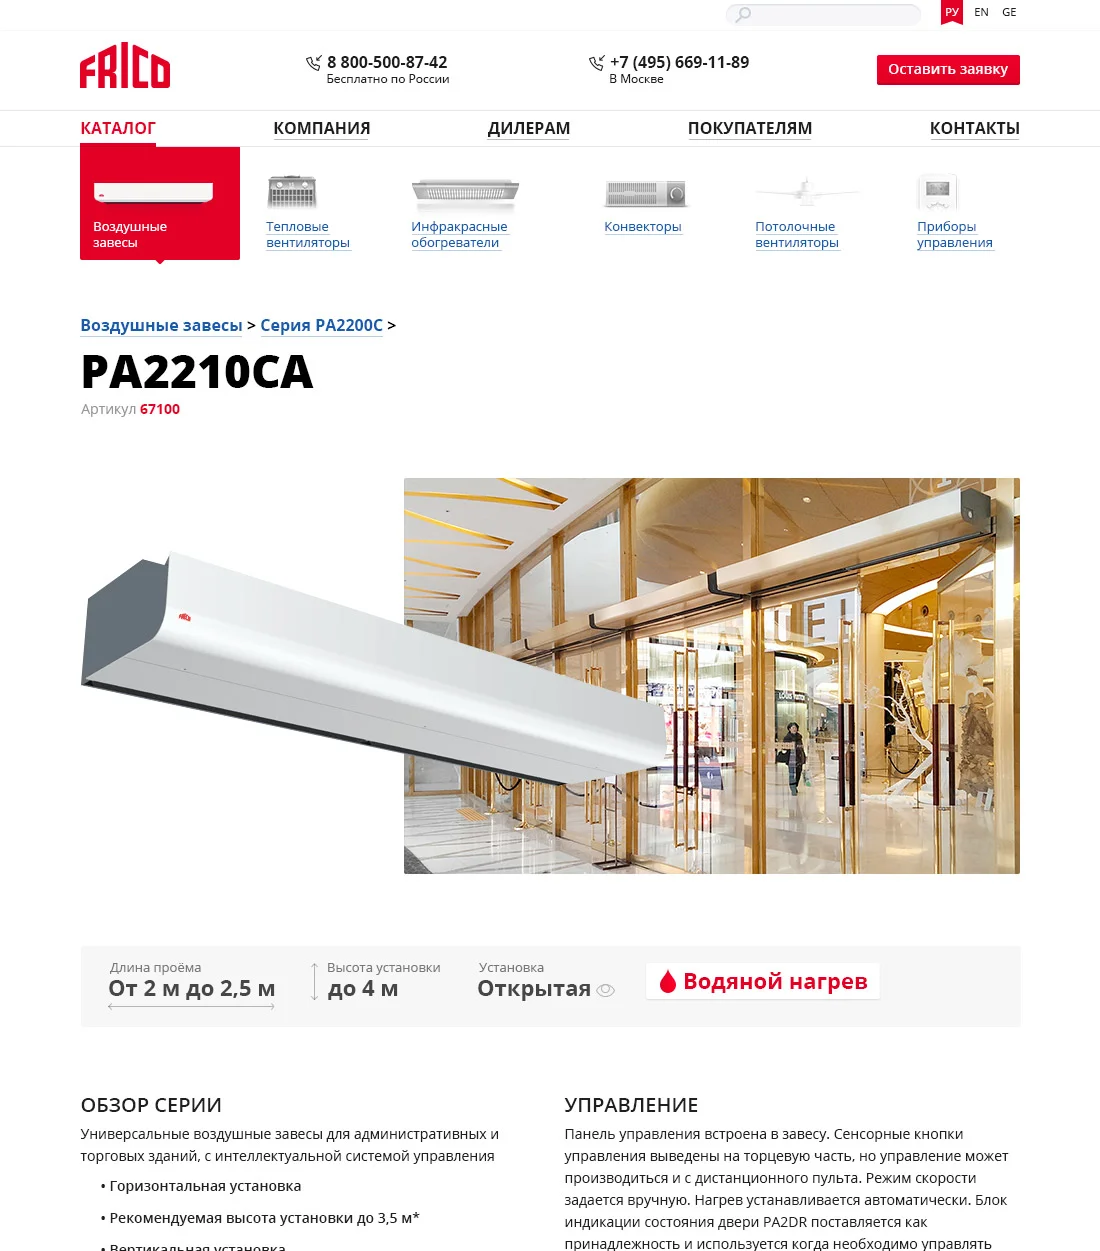 РУ EN GE
FRICO
8 800-500-87-42
Бесплатно по России
+7 (495) 669-11-89
В Москве
Оставить заявку
КАТАЛОГ КОМПАНИЯ ДИЛЕРАМ ПОКУПАТЕЛЯМ КОНТАКТЫ
Воздушные
завесы
Тепловые
вентиляторы
Инфракрасные
обогреватели
Конвекторы
Потолочные
вентиляторы
Приборы
управления
Воздушные завесы > Серия PA2200C >
PA2210CA
Артикул 67100
FRICO
Длина проёма
От 2 м до 2,5 м
Высота установки
до 4 м
Установка
Открытая
Водяной нагрев
ОБЗОР СЕРИИ
Универсальные воздушные завесы для административных и
торговых зданий, с интеллектуальной системой управления
• Горизонтальная установка
• Рекомендуемая высота установки до 3,5 м*
• Вертикальная установка
УПРАВЛЕНИЕ
Панель управления встроена в завесу. Сенсорные кнопки
управления выведены на торцевую часть, но управление может
производиться и с дистанционного пульта. Режим скорости
задается вручную. Нагрев устанавливается автоматически. Блок
индикации состояния двери PA2DR поставляется как
принадлежность и используется когда необходимо управлять